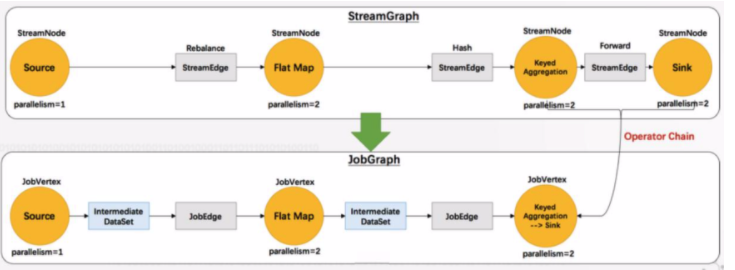 StreamGraph
StreamNode
Rebalance
StreamNode
Hash
StreamNode
Forward
StreamNode
Source
StreamEdge
Flat Map
StreamEdge
Keyed
Aggregation
StreamEdge
Sink
parallelism=1
parallelism=2
parallelism=2
parallelism=2
Operator Chain
JobGraph
JobVertex
JobVertex
JobVertex
Source
Intermediate
DataSet
JobEdge
Flat Map
Intermediate
DataSet
JobEdge
Keyed
Aggregation
--> Sink
parallelism=1
parallelism=2
parallelism=2